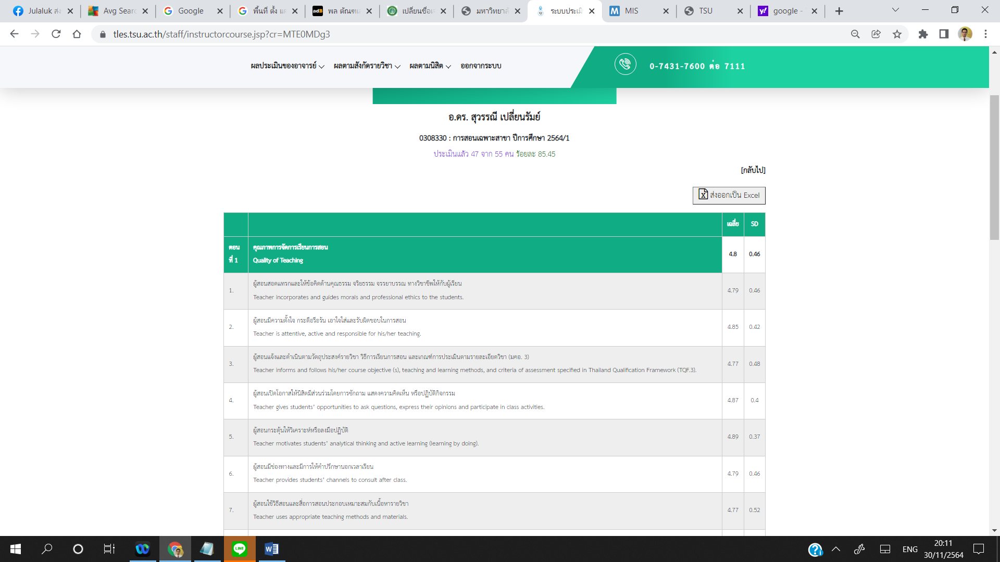 Julaluk ส่ง
Avg Searc
Google
พื้นที่ ตั้ง แต
พล ตัณฑเ
เปลี่ยนชื่อเ
มหาวิทยาลั
ระบบประเมิ
MIS
TSU
google -
tles.tsu.ac.th/staff/instructorcourse.jsp?cr=MTE0MDg3
ผลประเมินของอาจารย์ ผลตามสังกัดรายวิชา ผลตามนิสิต ออกจากระบบ
0-7431-7600 ต่อ 7111
อ.ดร. สุวรรณี เปลี่ยนรัมย์
0308330 : การสอนเฉพาะสาขา ปีการศึกษา 2564/1
ประเมินแล้ว 47 จาก 55 คน ร้อยละ 85.45
[กลับไป]
ส่งออกเป็น Excel
เฉลี่ย SD
ตอนที่ 1
คุณภาพการจัดการเรียนการสอน
Quality of Teaching
4.8 0.46
1.
ผู้สอนสอดแทรกและให้ข้อคิดด้านคุณธรรม จริยธรรม จรรยาบรรณ ทางวิชาชีพให้กับผู้เรียน
Teacher incorporates and guides morals and professional ethics to the students.
4.79 0.46
2.
ผู้สอนมีความตั้งใจ กระตือรือร้น เอาใจใส่และรับผิดชอบในการสอน
Teacher is attentive, active and responsible for his/her teaching.
4.85 0.42
3.
ผู้สอนแจ้งและดำเนินตามวัตถุประสงค์รายวิชา วิธีการเรียนการสอน และเกณฑ์การประเมินตามรายละเอียดวิชา (มคอ. 3)
Teacher informs and follows his/her course objective (s), teaching and learning methods, and criteria of assessment specified in Thailand Qualification Framework (TQF.3).
4.77 0.48
4.
ผู้สอนเปิดโอกาสให้นิสิตมีส่วนร่วมโดยการซักถาม แสดงความคิดเห็น หรือปฏิบัติกิจกรรม
Teacher gives students’ opportunities to ask questions, express their opinions and participate in class activities.
4.87 0.4
5.
ผู้สอนกระตุ้นให้วิเคราะห์หรือลงมือปฏิบัติ
Teacher motivates students’ analytical thinking and active learning (learning by doing).
4.89 0.37
6.
ผู้สอนมีช่องทางและมีการให้คำปรึกษานอกเวลาเรียน
Teacher provides students’ channels to consult after class.
4.79 0.46
7.
ผู้สอนใช้วิธีสอนและสื่อการสอนประกอบเหมาะสมกับเนื้อหารายวิชา
Teacher uses appropriate teaching methods and materials.
4.77 0.52
LINE
ENG
20:11
30/11/2564